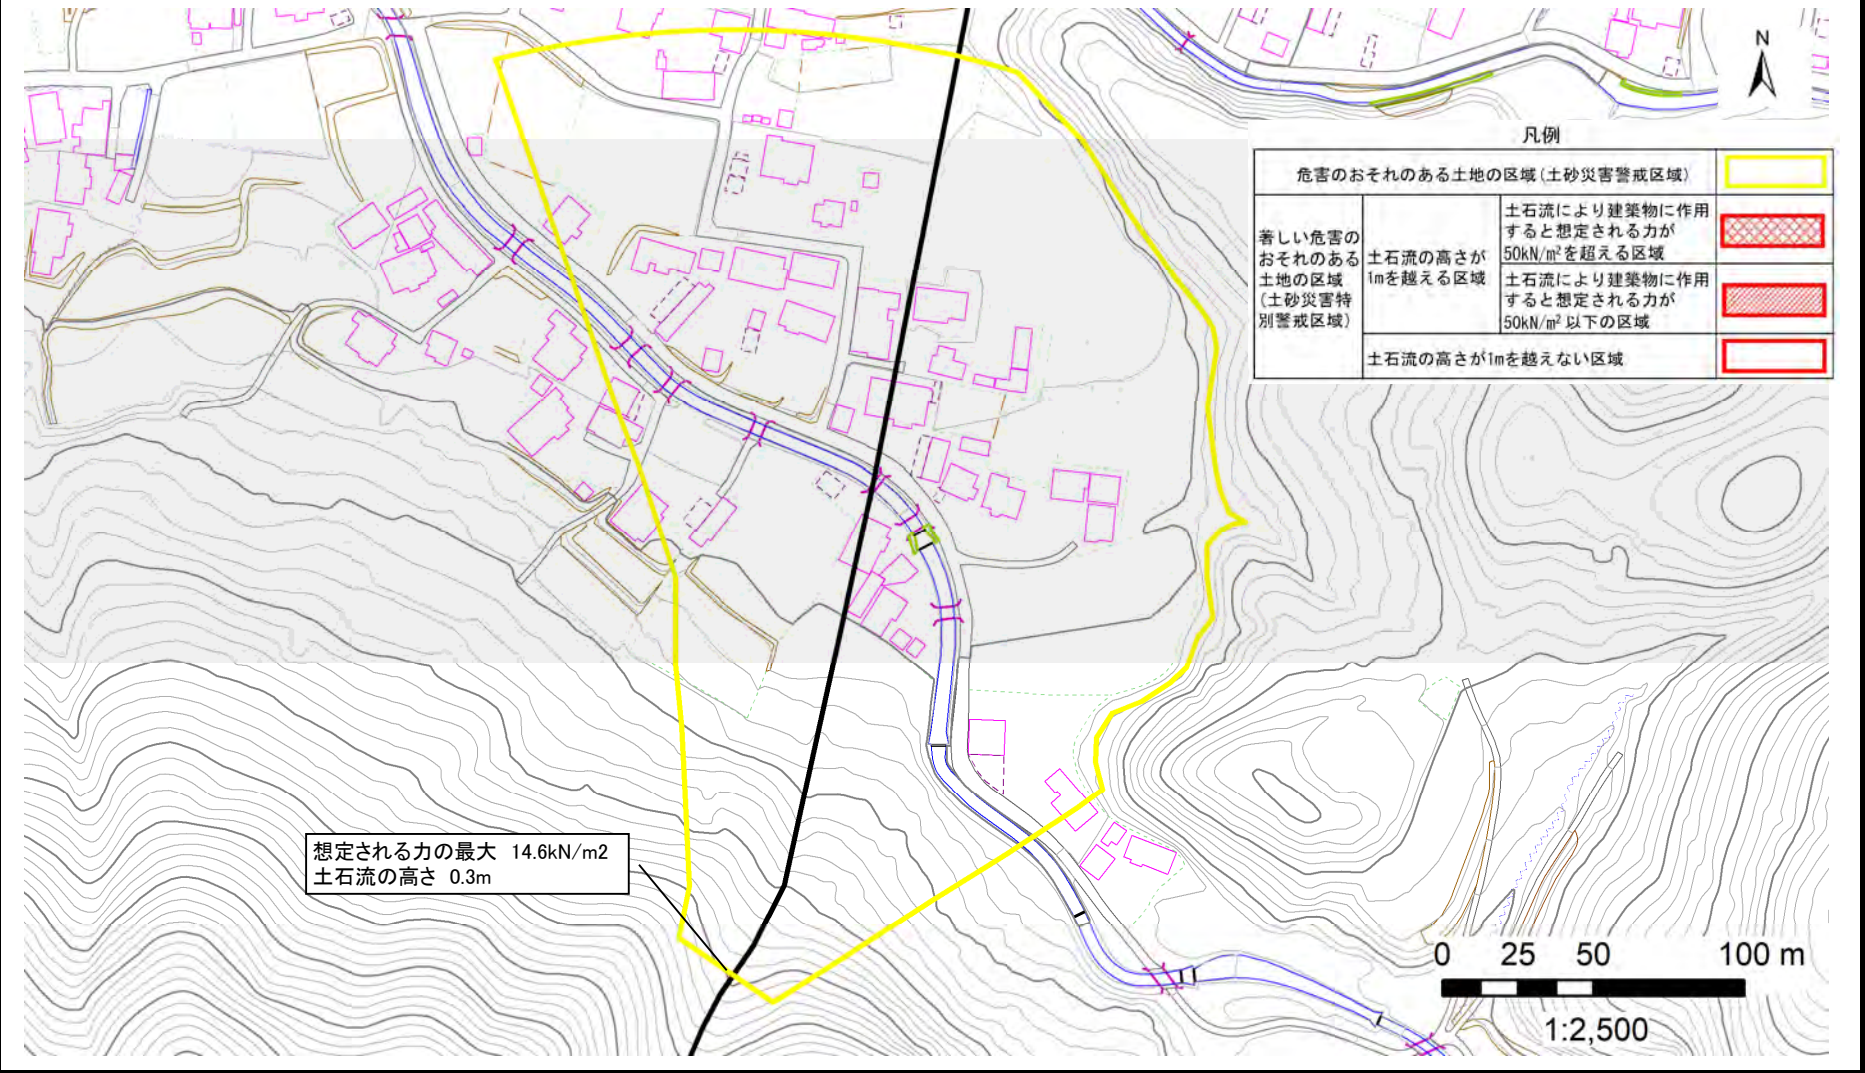 N
凡例
危害のおそれのある土地の区域(土砂災害警戒区域)
著しい危害の
おそれのある
土地の区域
(土砂災害特
別警戒区域)
土石流の高さが
1mを越える区域
土石流により建築物に作用
すると想定される力が
50kN/㎡を超える区域
土石流により建築物に作用
すると想定される力が
50kN/㎡以下の区域
土石流の高さが1mを越えない区域
想定される力の最大 14.6kN/m2
土石流の高さ 0.3m
0 25 50 100 m
1:2,500